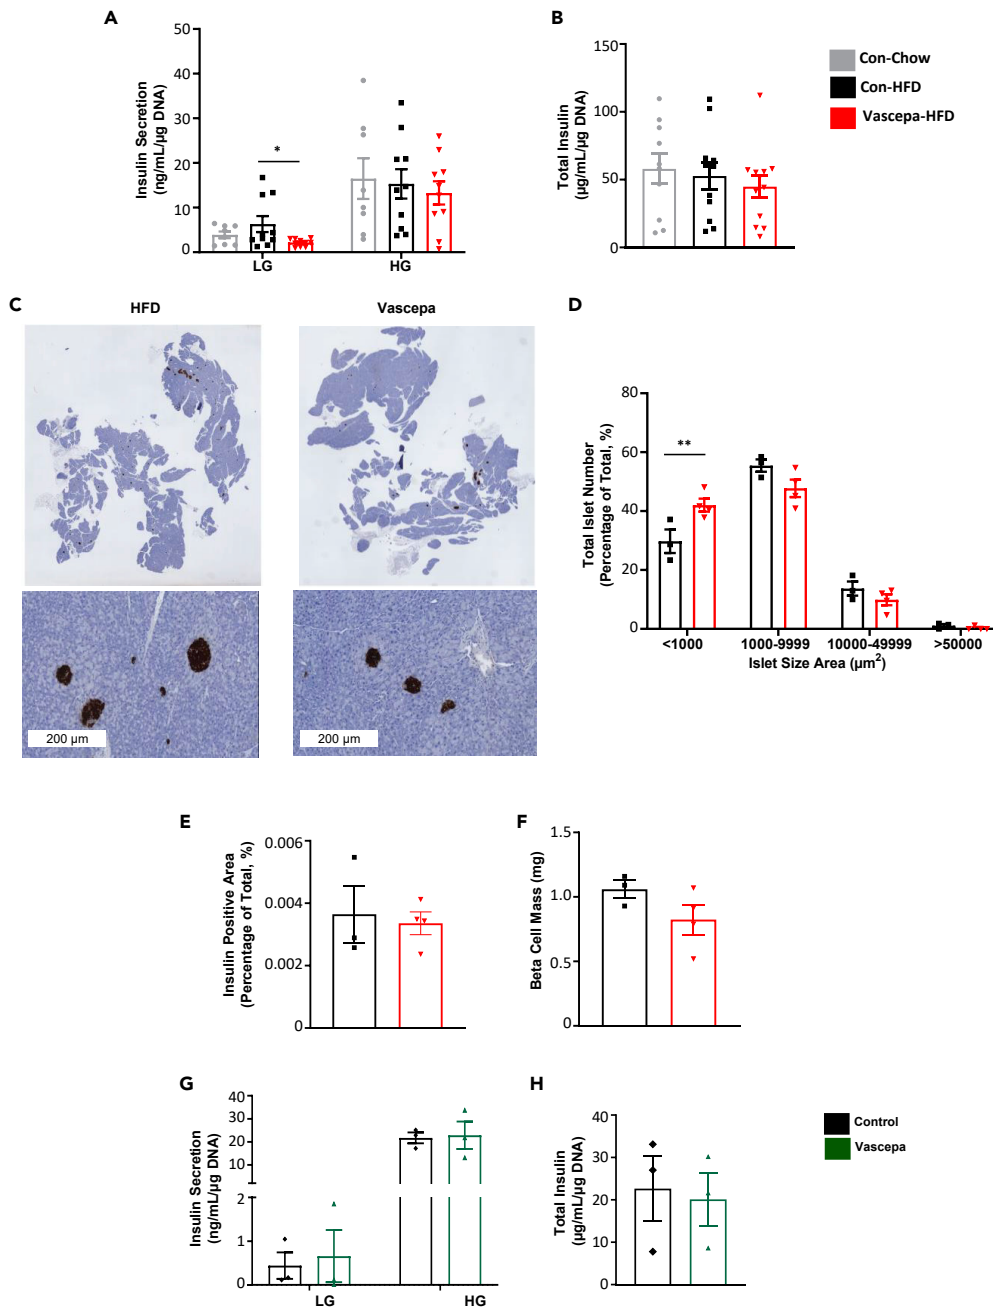 A
Insulin Secretion
(ng/mL/µg DNA)
50
40
30
20
10
0
*
LG
HG
B
Total Insulin
(µg/mL/µg DNA)
150
100
50
0
Con-Chow
Con-HFD
Vascepa-HFD
C
HFD
Vascepa
200 µm
200 µm
D
Total Islet Number
(Percentage of Total, %)
80
60
40
20
0
**
<1000
1000-9999
10000-49999
>50000
Islet Size Area (µm²)
E
Insulin Positive Area
(Percentage of Total, %)
0.006
0.004
0.002
0
F
Beta Cell Mass (mg)
1.5
1.0
0.5
0
G
Insulin Secretion
(ng/mL/µg DNA)
40
30
20
10
2
1
0
LG
HG
H
Total Insulin
(µg/mL/µg DNA)
40
30
20
10
0
Control
Vascepa